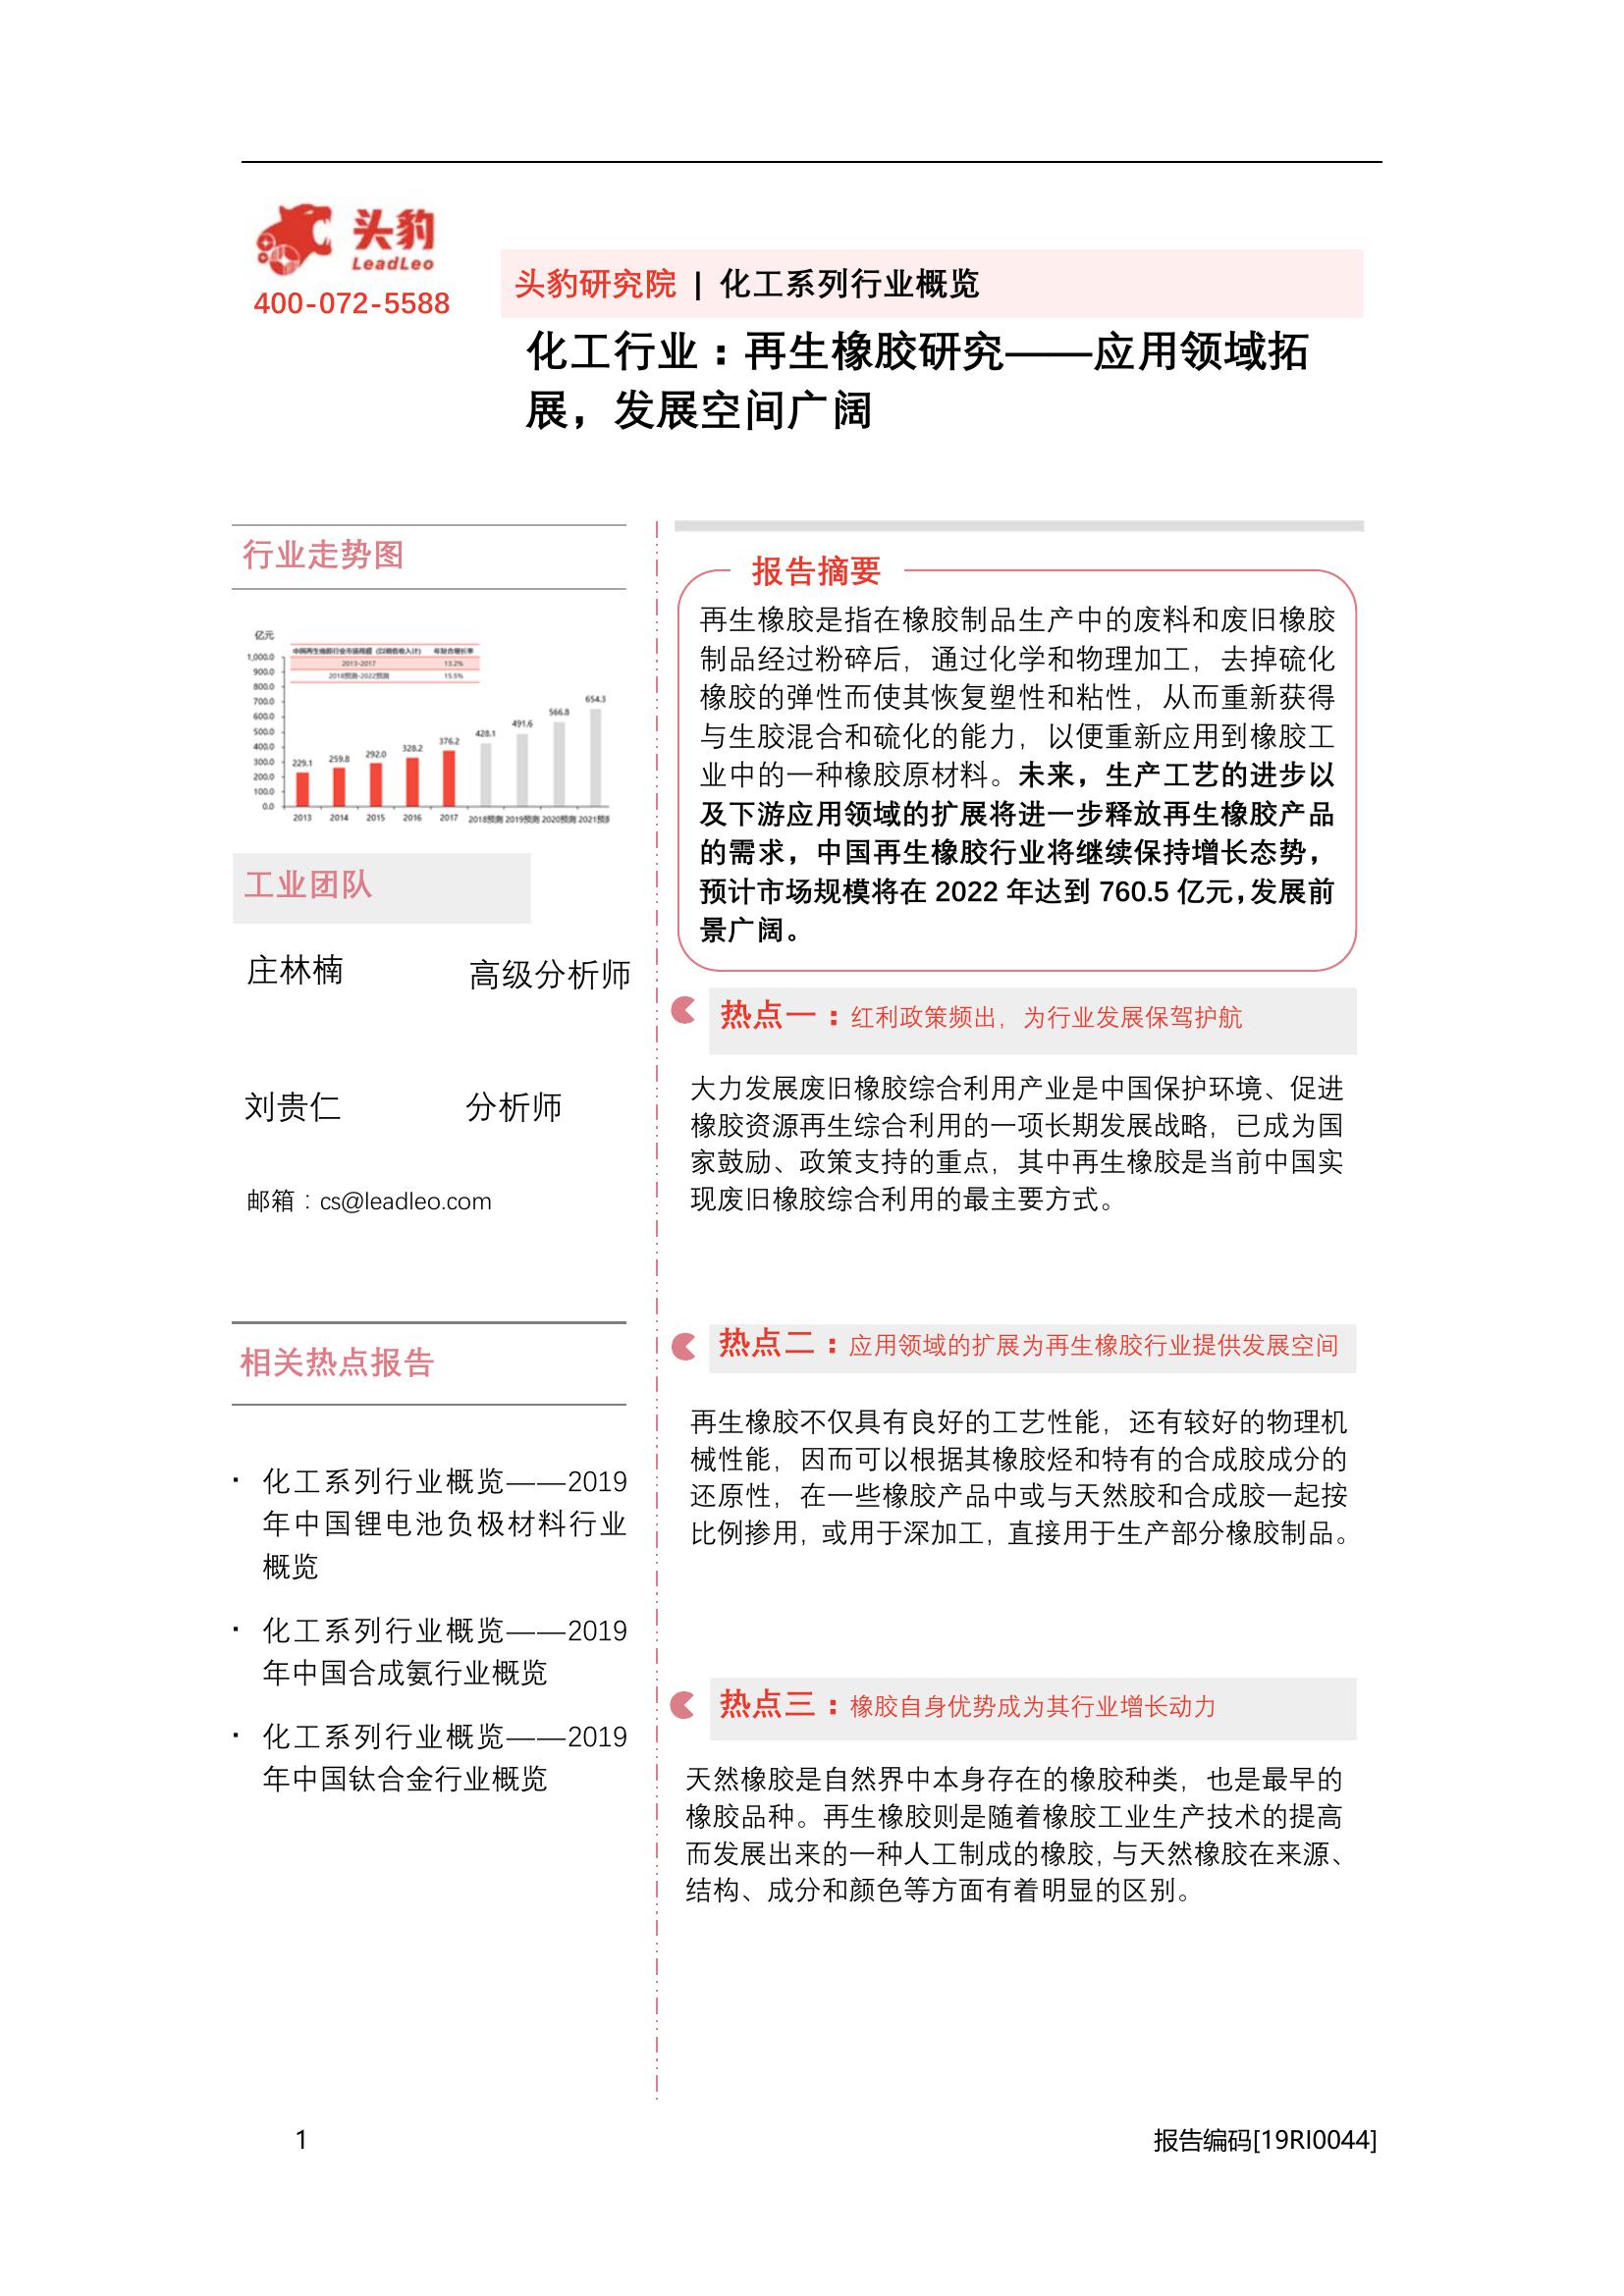 头豹
LeadLeo
400-072-5588
头豹研究院 | 化工系列行业概览
化工行业：再生橡胶研究——应用领域拓
展，发展空间广阔
行业走势图
亿元
中国再生橡胶行业市场规模（以销售收入计） 年复合增长率
2013-2017 13.2%
2018预测-2022预测 15.5%
1,000.0
900.0
800.0
700.0
600.0
500.0
400.0
300.0
200.0
100.0
0.0
229.1 259.8 292.0 328.2 376.2 428.1 491.6 566.8 654.3
2013 2014 2015 2016 2017 2018预测 2019预测 2020预测 2021预
工业团队
庄林楠 高级分析师
刘贵仁 分析师
邮箱：cs@leadleo.com
相关热点报告
· 化工系列行业概览——2019
年中国锂电池负极材料行业
概览
· 化工系列行业概览——2019
年中国合成氨行业概览
· 化工系列行业概览——2019
年中国钛合金行业概览
报告摘要
再生橡胶是指在橡胶制品生产中的废料和废旧橡胶
制品经过粉碎后，通过化学和物理加工，去掉硫化
橡胶的弹性而使其恢复塑性和粘性，从而重新获得
与生胶混合和硫化的能力，以便重新应用到橡胶工
业中的一种橡胶原材料。未来，生产工艺的进步以
及下游应用领域的扩展将进一步释放再生橡胶产品
的需求，中国再生橡胶行业将继续保持增长态势，
预计市场规模将在 2022 年达到 760.5 亿元，发展前
景广阔。
热点一：红利政策频出，为行业发展保驾护航
大力发展废旧橡胶综合利用产业是中国保护环境、促进
橡胶资源再生综合利用的一项长期发展战略，已成为国
家鼓励、政策支持的重点，其中再生橡胶是当前中国实
现废旧橡胶综合利用的最主要方式。
热点二：应用领域的扩展为再生橡胶行业提供发展空间
再生橡胶不仅具有良好的工艺性能，还有较好的物理机
械性能，因而可以根据其橡胶烃和特有的合成胶成分的
还原性，在一些橡胶产品中或与天然胶和合成胶一起按
比例掺用，或用于深加工，直接用于生产部分橡胶制品。
热点三：橡胶自身优势成为其行业增长动力
天然橡胶是自然界中本身存在的橡胶种类，也是最早的
橡胶品种。再生橡胶则是随着橡胶工业生产技术的提高
而发展出来的一种人工制成的橡胶，与天然橡胶在来源、
结构、成分和颜色等方面有着明显的区别。
1 报告编码[19RI0044]